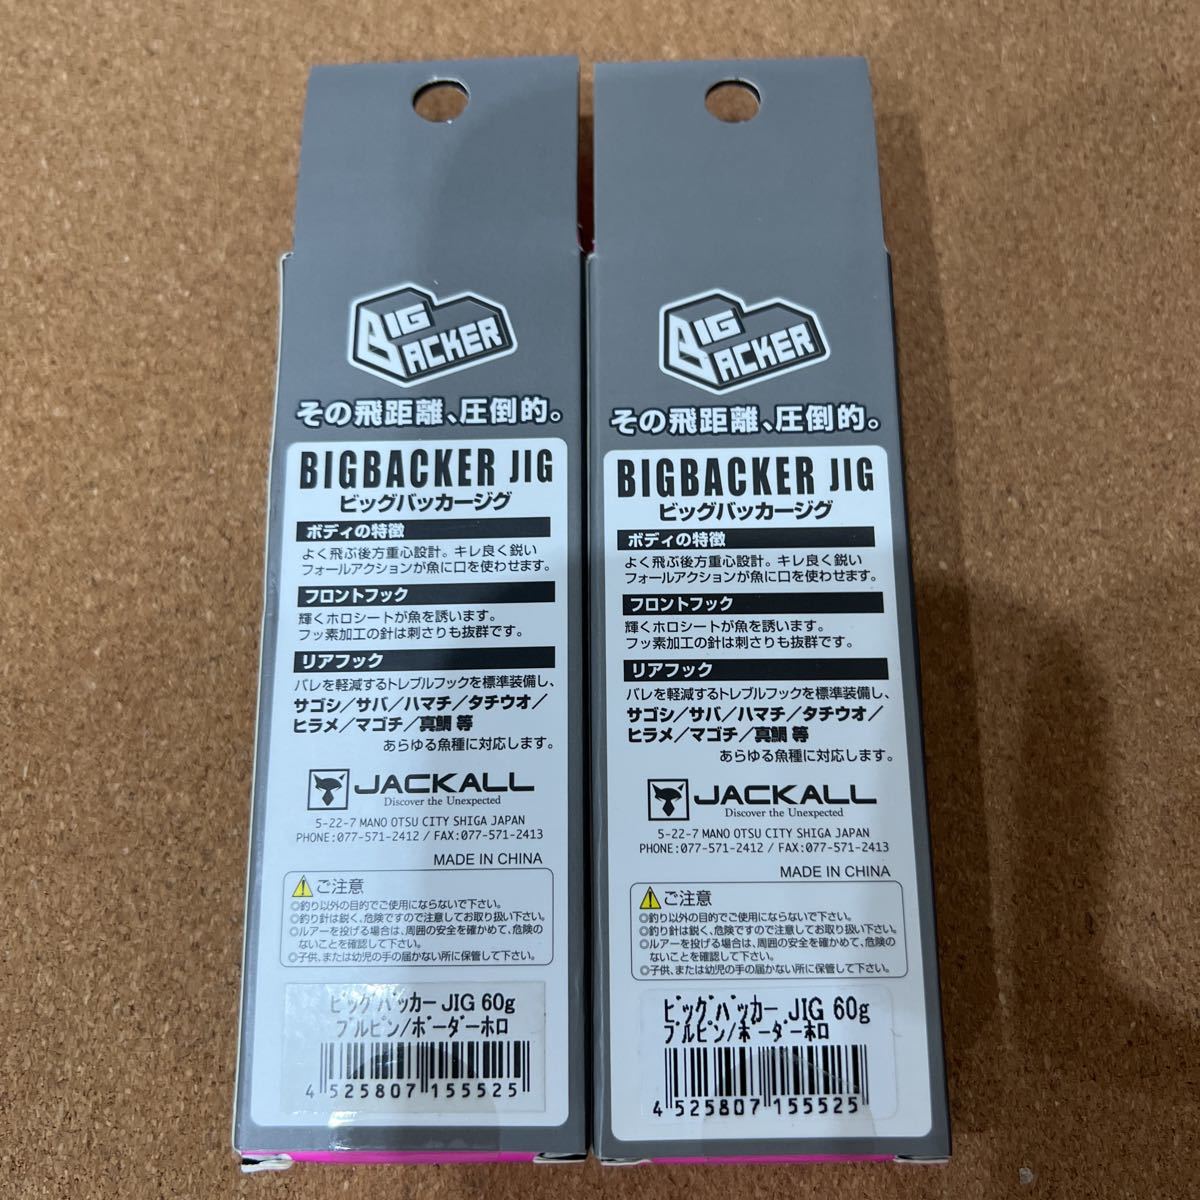 BIG
BACKER
その飛距離、圧倒的。
BIGBACKER JIG
ビッグバッカージグ
ボディの特徴
よく飛ぶ後方重心設計。キレ良く鋭い
フォールアクションが魚に口を使わせます。
フロントフック
輝くホロシートが魚を誘います。
フッ素加工の針は刺さりも抜群です。
リアフック
バレを軽減するトレブルフックを標準装備し、
サゴシ／サバ／ハマチ／タチウオ／
ヒラメ／マゴチ／真鯛 等
あらゆる魚種に対応します。
JACKALL
Discover the Unexpected
5-22-7 MANO OTSU CITY SHIGA JAPAN
PHONE:077-571-2412 / FAX:077-571-2413
MADE IN CHINA
ご注意
◎釣り以外の目的でご使用にならないで下さい。
◎釣り針は鋭く、危険ですので注意してお取り扱い下さい。
◎ルアーを投げる場合は、周囲の安全を確かめて、危険の
ないことを確認して下さい。
◎子供、または幼児の手の届かない所に保管して下さい。
ビッグバッカー JIG 60g
ブルピン/ボーダーホロ
4 525807 155525
BIG
BACKER
その飛距離、圧倒的。
BIGBACKER JIG
ビッグバッカージグ
ボディの特徴
よく飛ぶ後方重心設計。キレ良く鋭い
フォールアクションが魚に口を使わせます。
フロントフック
輝くホロシートが魚を誘います。
フッ素加工の針は刺さりも抜群です。
リアフック
バレを軽減するトレブルフックを標準装備し、
サゴシ／サバ／ハマチ／タチウオ／
ヒラメ／マゴチ／真鯛 等
あらゆる魚種に対応します。
JACKALL
Discover the Unexpected
5-22-7 MANO OTSU CITY SHIGA JAPAN
PHONE:077-571-2412 / FAX:077-571-2413
MADE IN CHINA
ご注意
◎釣り以外の目的でご使用にならないで下さい。
◎釣り針は鋭く、危険ですので注意してお取り扱い下さい。
◎ルアーを投げる場合は、周囲の安全を確かめて、危険の
ないことを確認して下さい。
◎子供、または幼児の手の届かない所に保管して下さい。
ビッグバッカー JIG 60g
ブルピン/ボーダーホロ
4 525807 155525